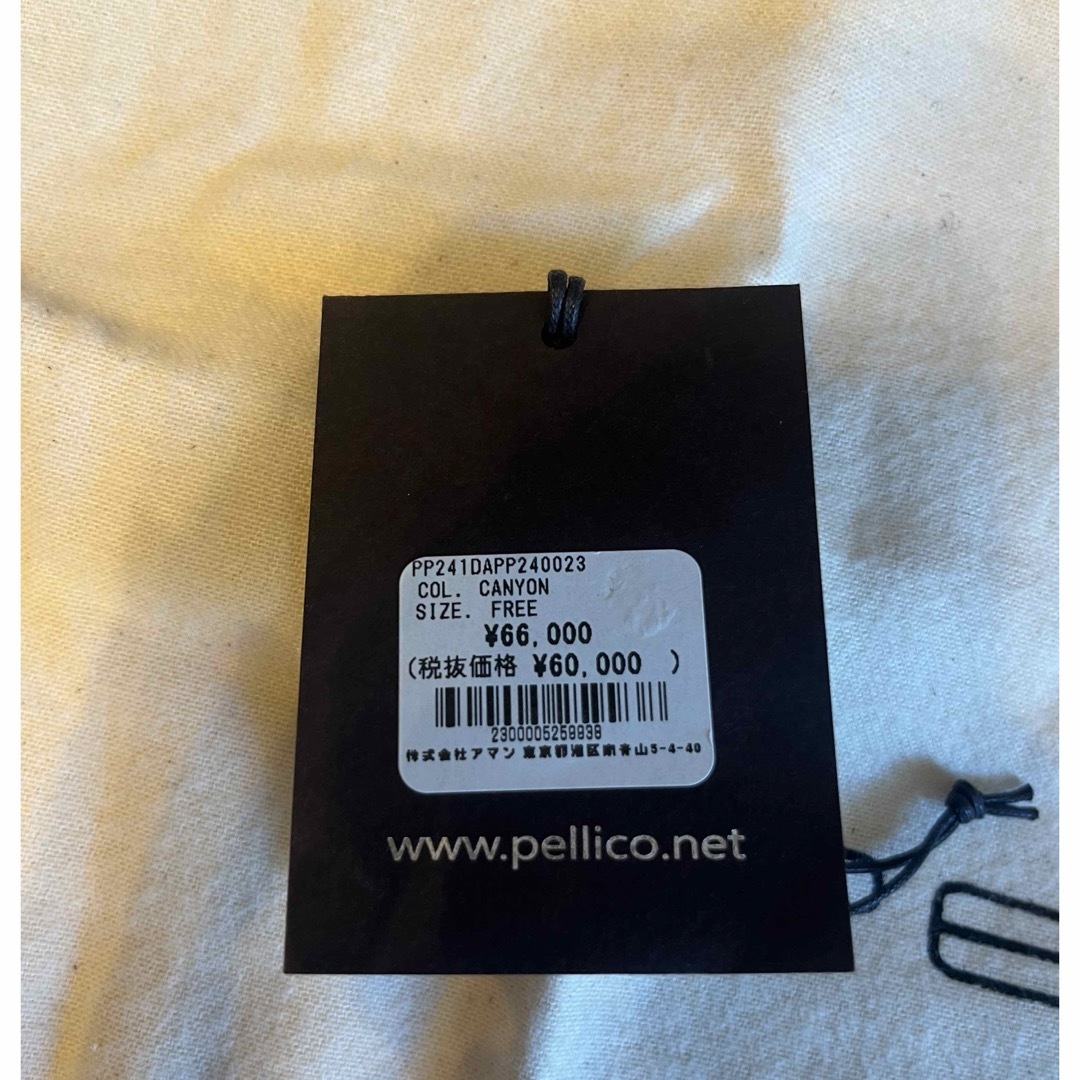 PP241DAPP240023
COL. CANYON
SIZE. FREE
¥66,000
(税抜価格 ¥60,000 )
2300005259938
株式会社アマン 東京都港区南青山5-4-40
www.pellico.net